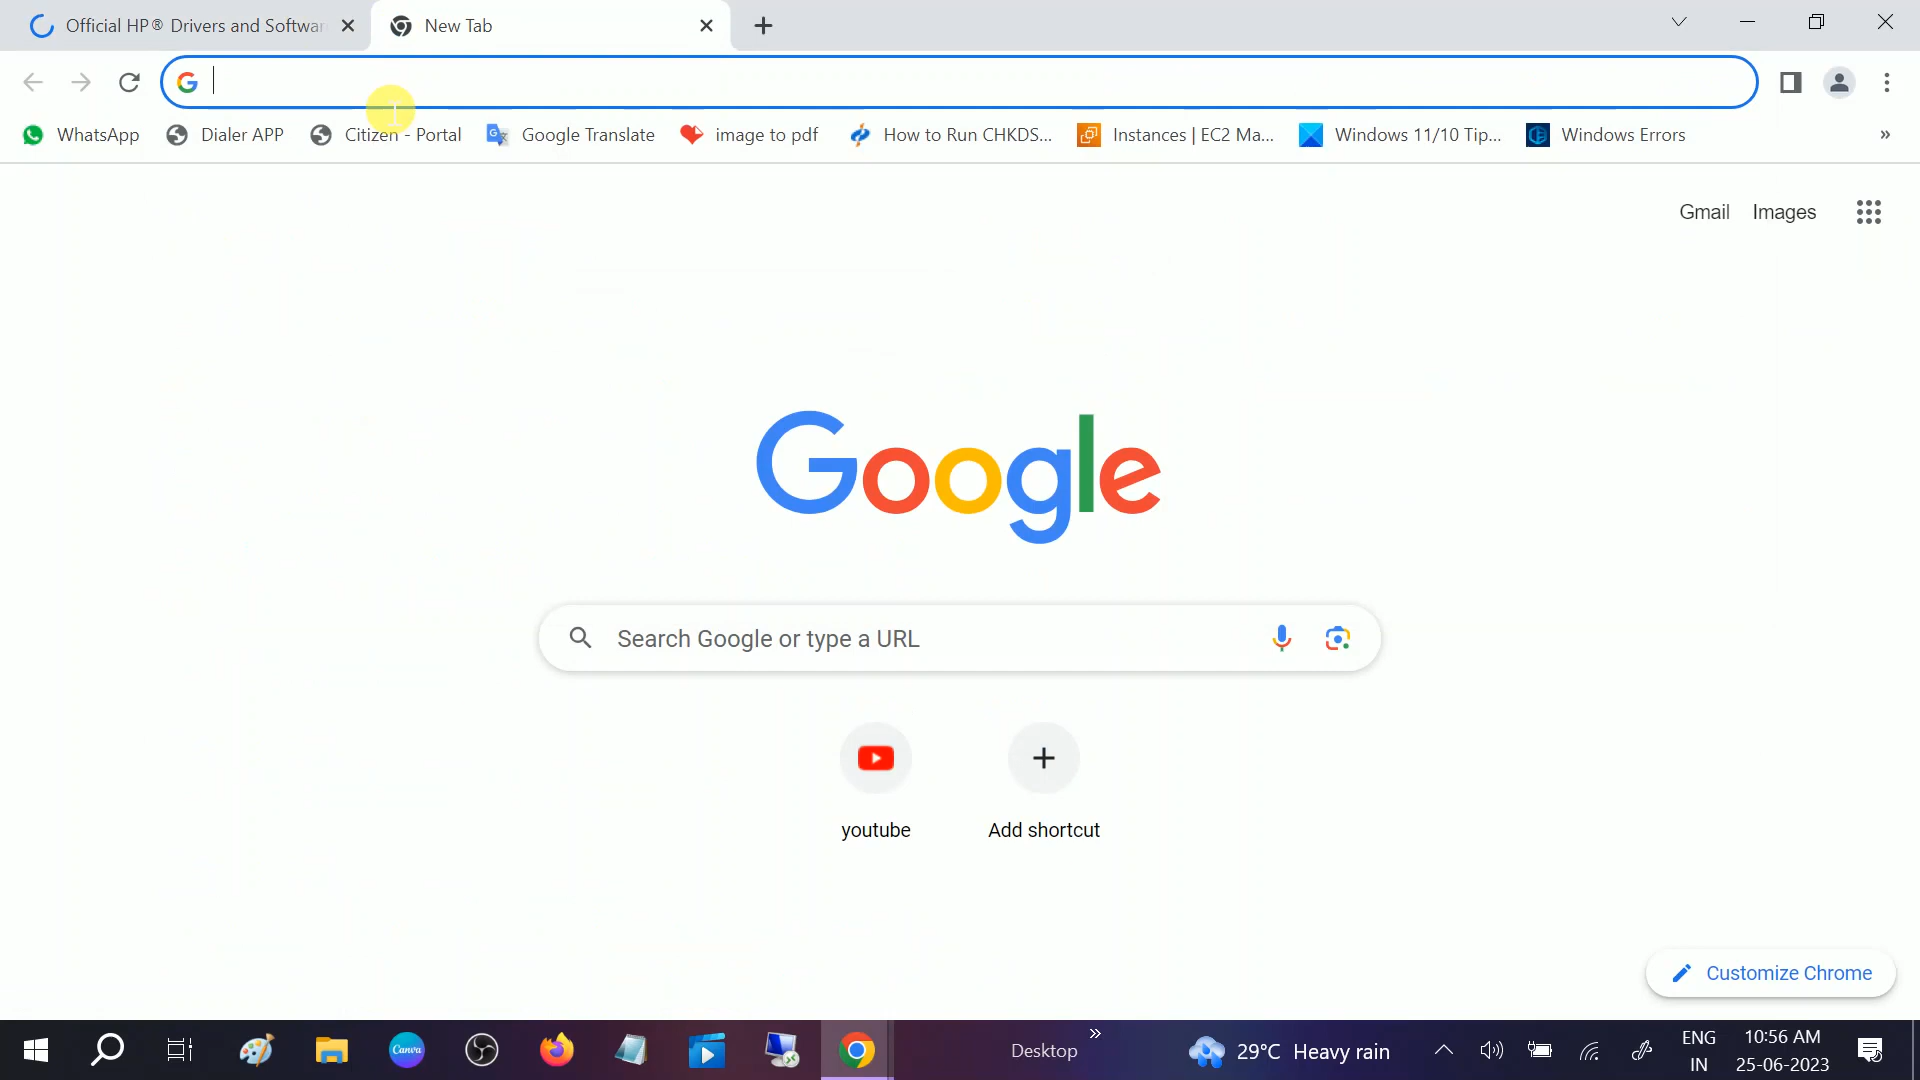 Official HP® Drivers and Softwar
New Tab
WhatsApp
Dialer APP
Citizen - Portal
Google Translate
image to pdf
How to Run CHKDS...
Instances | EC2 Ma...
Windows 11/10 Tip...
Windows Errors
Gmail
Images
Google
Search Google or type a URL
youtube
Add shortcut
Customize Chrome
Canva
Desktop
29°C Heavy rain
ENG
IN
10:56 AM
25-06-2023